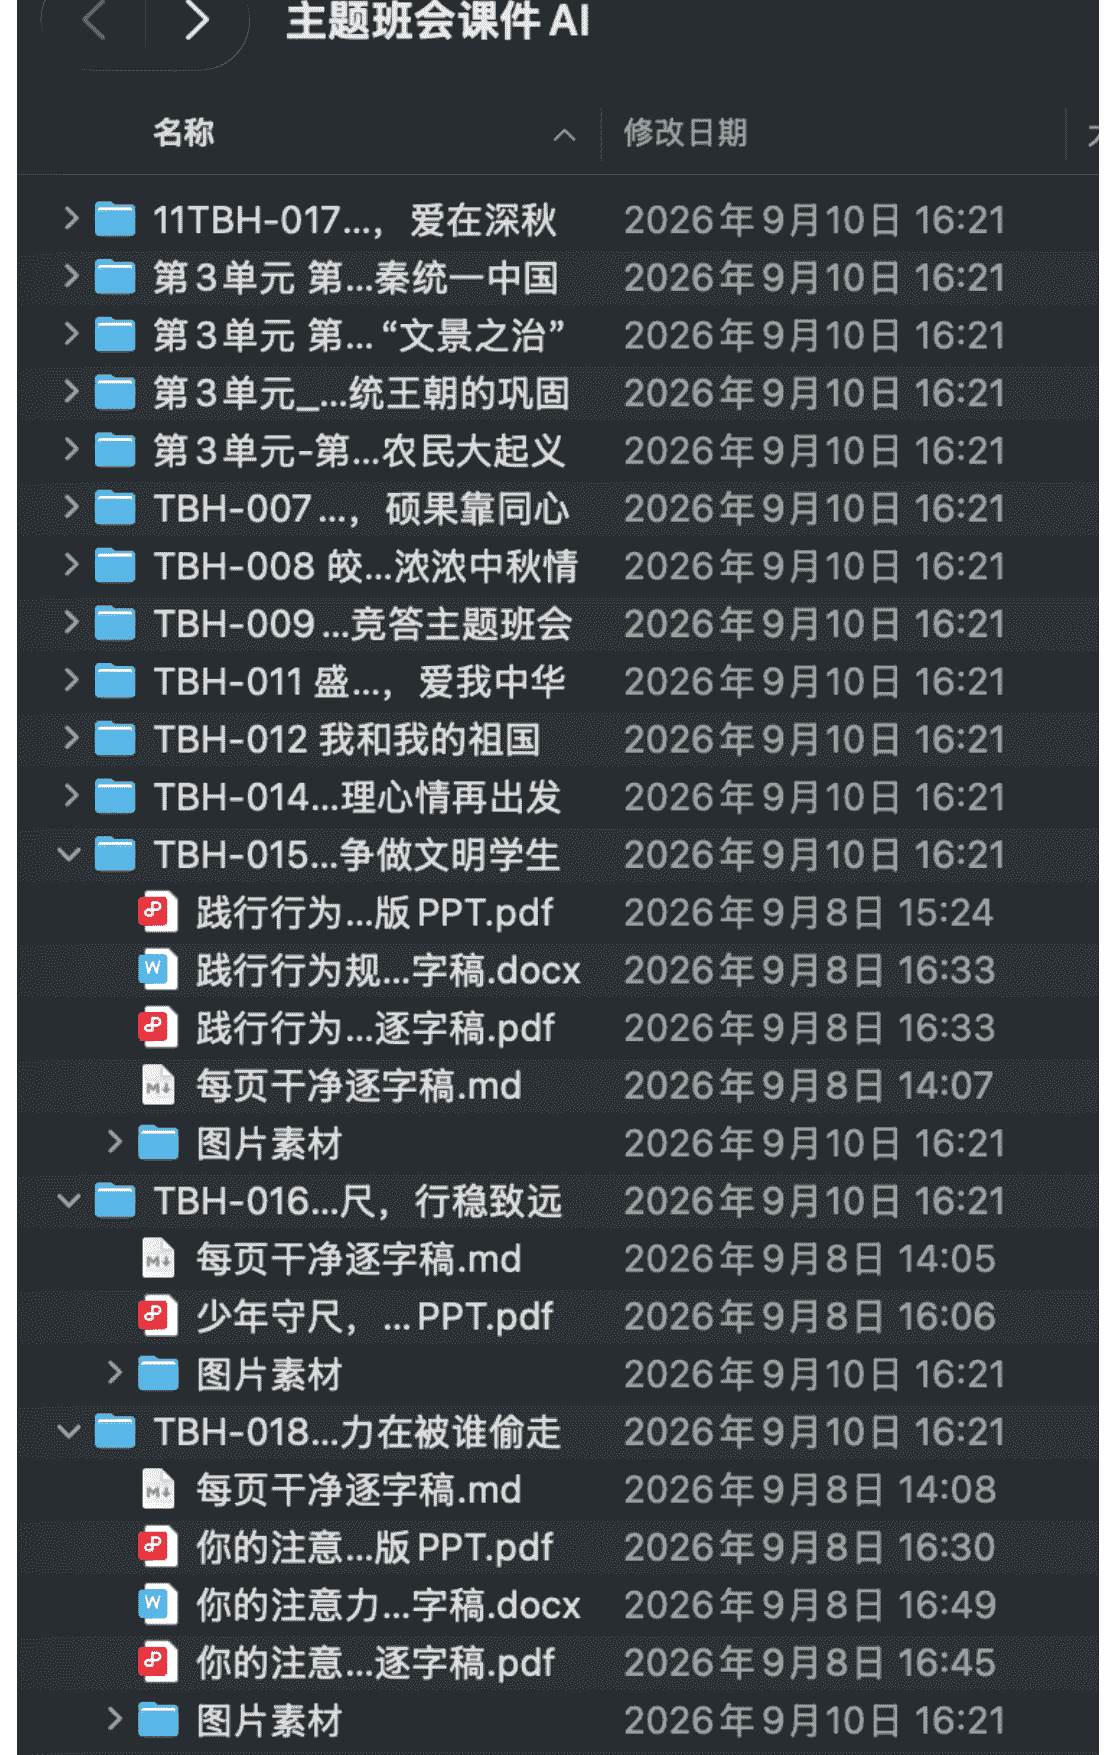 主题班会课件 AI
名称 修改日期
11TBH-017...，爱在深秋 2026年9月10日 16:21
第3单元 第...秦统一中国 2026年9月10日 16:21
第3单元 第...“文景之治” 2026年9月10日 16:21
第3单元_...统王朝的巩固 2026年9月10日 16:21
第3单元-第...农民大起义 2026年9月10日 16:21
TBH-007...，硕果靠同心 2026年9月10日 16:21
TBH-008 皎...浓浓中秋情 2026年9月10日 16:21
TBH-009...竞答主题班会 2026年9月10日 16:21
TBH-011 盛...，爱我中华 2026年9月10日 16:21
TBH-012 我和我的祖国 2026年9月10日 16:21
TBH-014...理心情再出发 2026年9月10日 16:21
TBH-015...争做文明学生 2026年9月10日 16:21
践行行为...版 PPT.pdf 2026年9月8日 15:24
践行行为规...字稿.docx 2026年9月8日 16:33
践行行为...逐字稿.pdf 2026年9月8日 16:33
每页干净逐字稿.md 2026年9月8日 14:07
图片素材 2026年9月10日 16:21
TBH-016...尺，行稳致远 2026年9月10日 16:21
每页干净逐字稿.md 2026年9月8日 14:05
少年守尺，...PPT.pdf 2026年9月8日 16:06
图片素材 2026年9月10日 16:21
TBH-018...力在被谁偷走 2026年9月10日 16:21
每页干净逐字稿.md 2026年9月8日 14:08
你的注意...版 PPT.pdf 2026年9月8日 16:30
你的注意力...字稿.docx 2026年9月8日 16:49
你的注意...逐字稿.pdf 2026年9月8日 16:45
图片素材 2026年9月10日 16:21